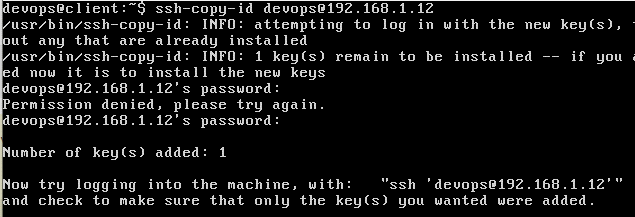 devops@client:~$ ssh-copy-id devops@192.168.1.12
/usr/bin/ssh-copy-id: INFO: attempting to log in with the new key(s),
out any that are already installed
/usr/bin/ssh-copy-id: INFO: 1 key(s) remain to be installed -- if you
ed now it is to install the new keys
devops@192.168.1.12's password:
Permission denied, please try again.
devops@192.168.1.12's password:
Number of key(s) added: 1
Now try logging into the machine, with:   "ssh 'devops@192.168.1.12'"
and check to make sure that only the key(s) you wanted were added.